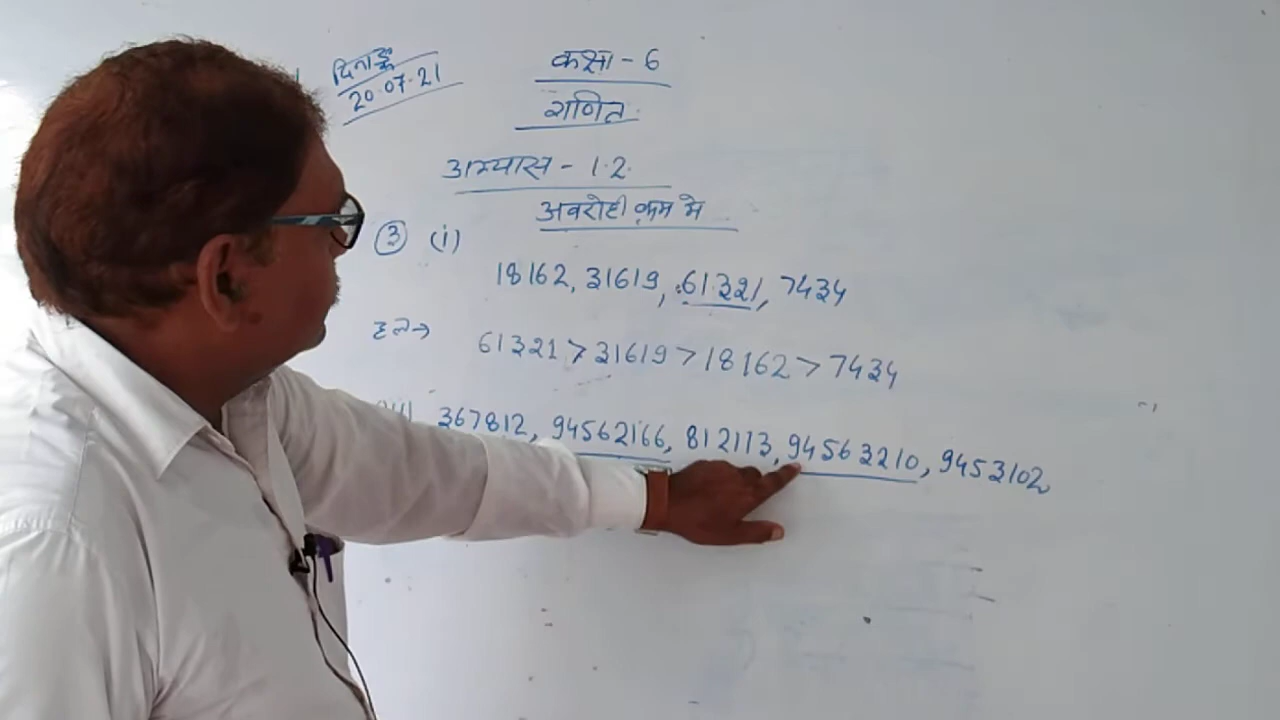 दिनाङ्क
20.07.21
कक्षा - 6
गणित
अभ्यास - 1.2.
अवरोही क्रम मे
३ (i)
18162, 31619, 61321, 7434
हल→ 61321 > 31619 > 18162 > 7434
367812, 94562166, 812113, 94563210, 9453102